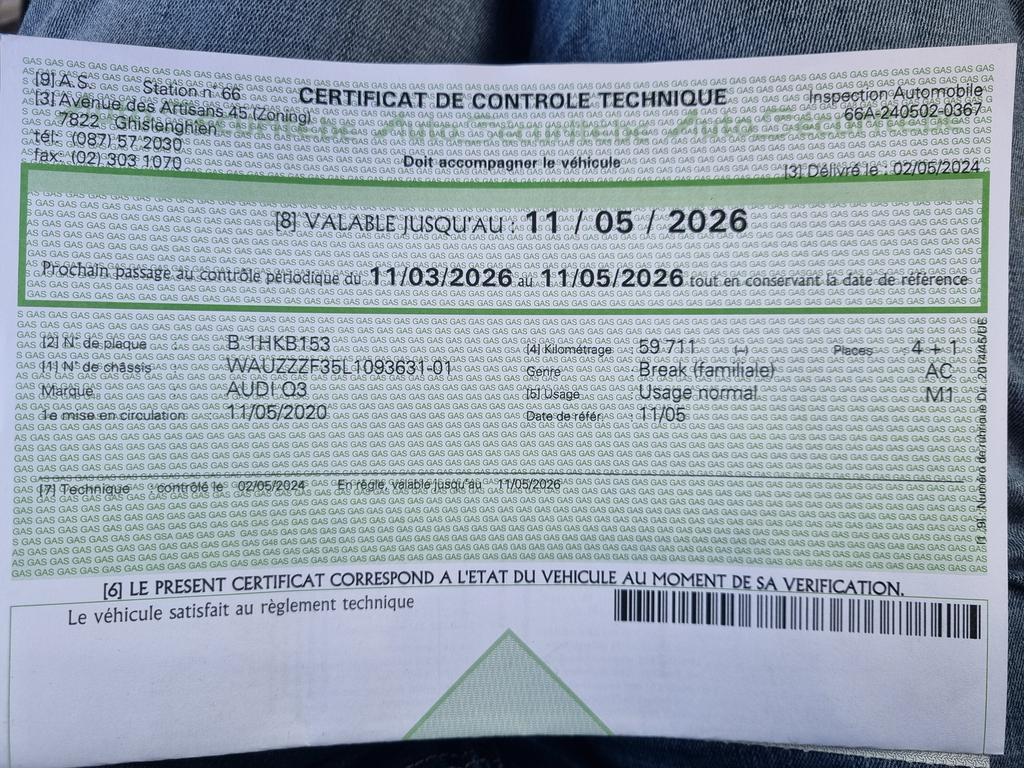 [9] A.S. Station n° 66
[3] Avenue des Artisans 45 (Zoning)
7822 Ghislenghien
tél: (087) 57 2030
fax: (02) 303 1070
CERTIFICAT DE CONTROLE TECHNIQUE
Doit accompagner le véhicule
Inspection Automobile
66A-240502-0367
[3] Délivré le : 02/05/2024
[8] VALABLE JUSQU'AU : 11 / 05 / 2026
Prochain passage au contrôle périodique du 11/03/2026 au 11/05/2026 tout en conservant la date de référence
[2] N° de plaque : B 1HKB153 [4] Kilométrage : 59 711 (--) Places : 4 + 1
[1] N° de châssis : WAUZZZF35L1093631-01 Genre : Break (familiale) AC
Marque : AUDI Q3 [5] Usage : Usage normal M1
1e mise en circulation : 11/05/2020 Date de référ. : 11/05
[7] Technique : contrôlé le 02/05/2024 En règle, valable jusqu'au 11/05/2026
[6] LE PRESENT CERTIFICAT CORRESPOND A L'ETAT DU VEHICULE AU MOMENT DE SA VERIFICATION.
Le véhicule satisfait au règlement technique